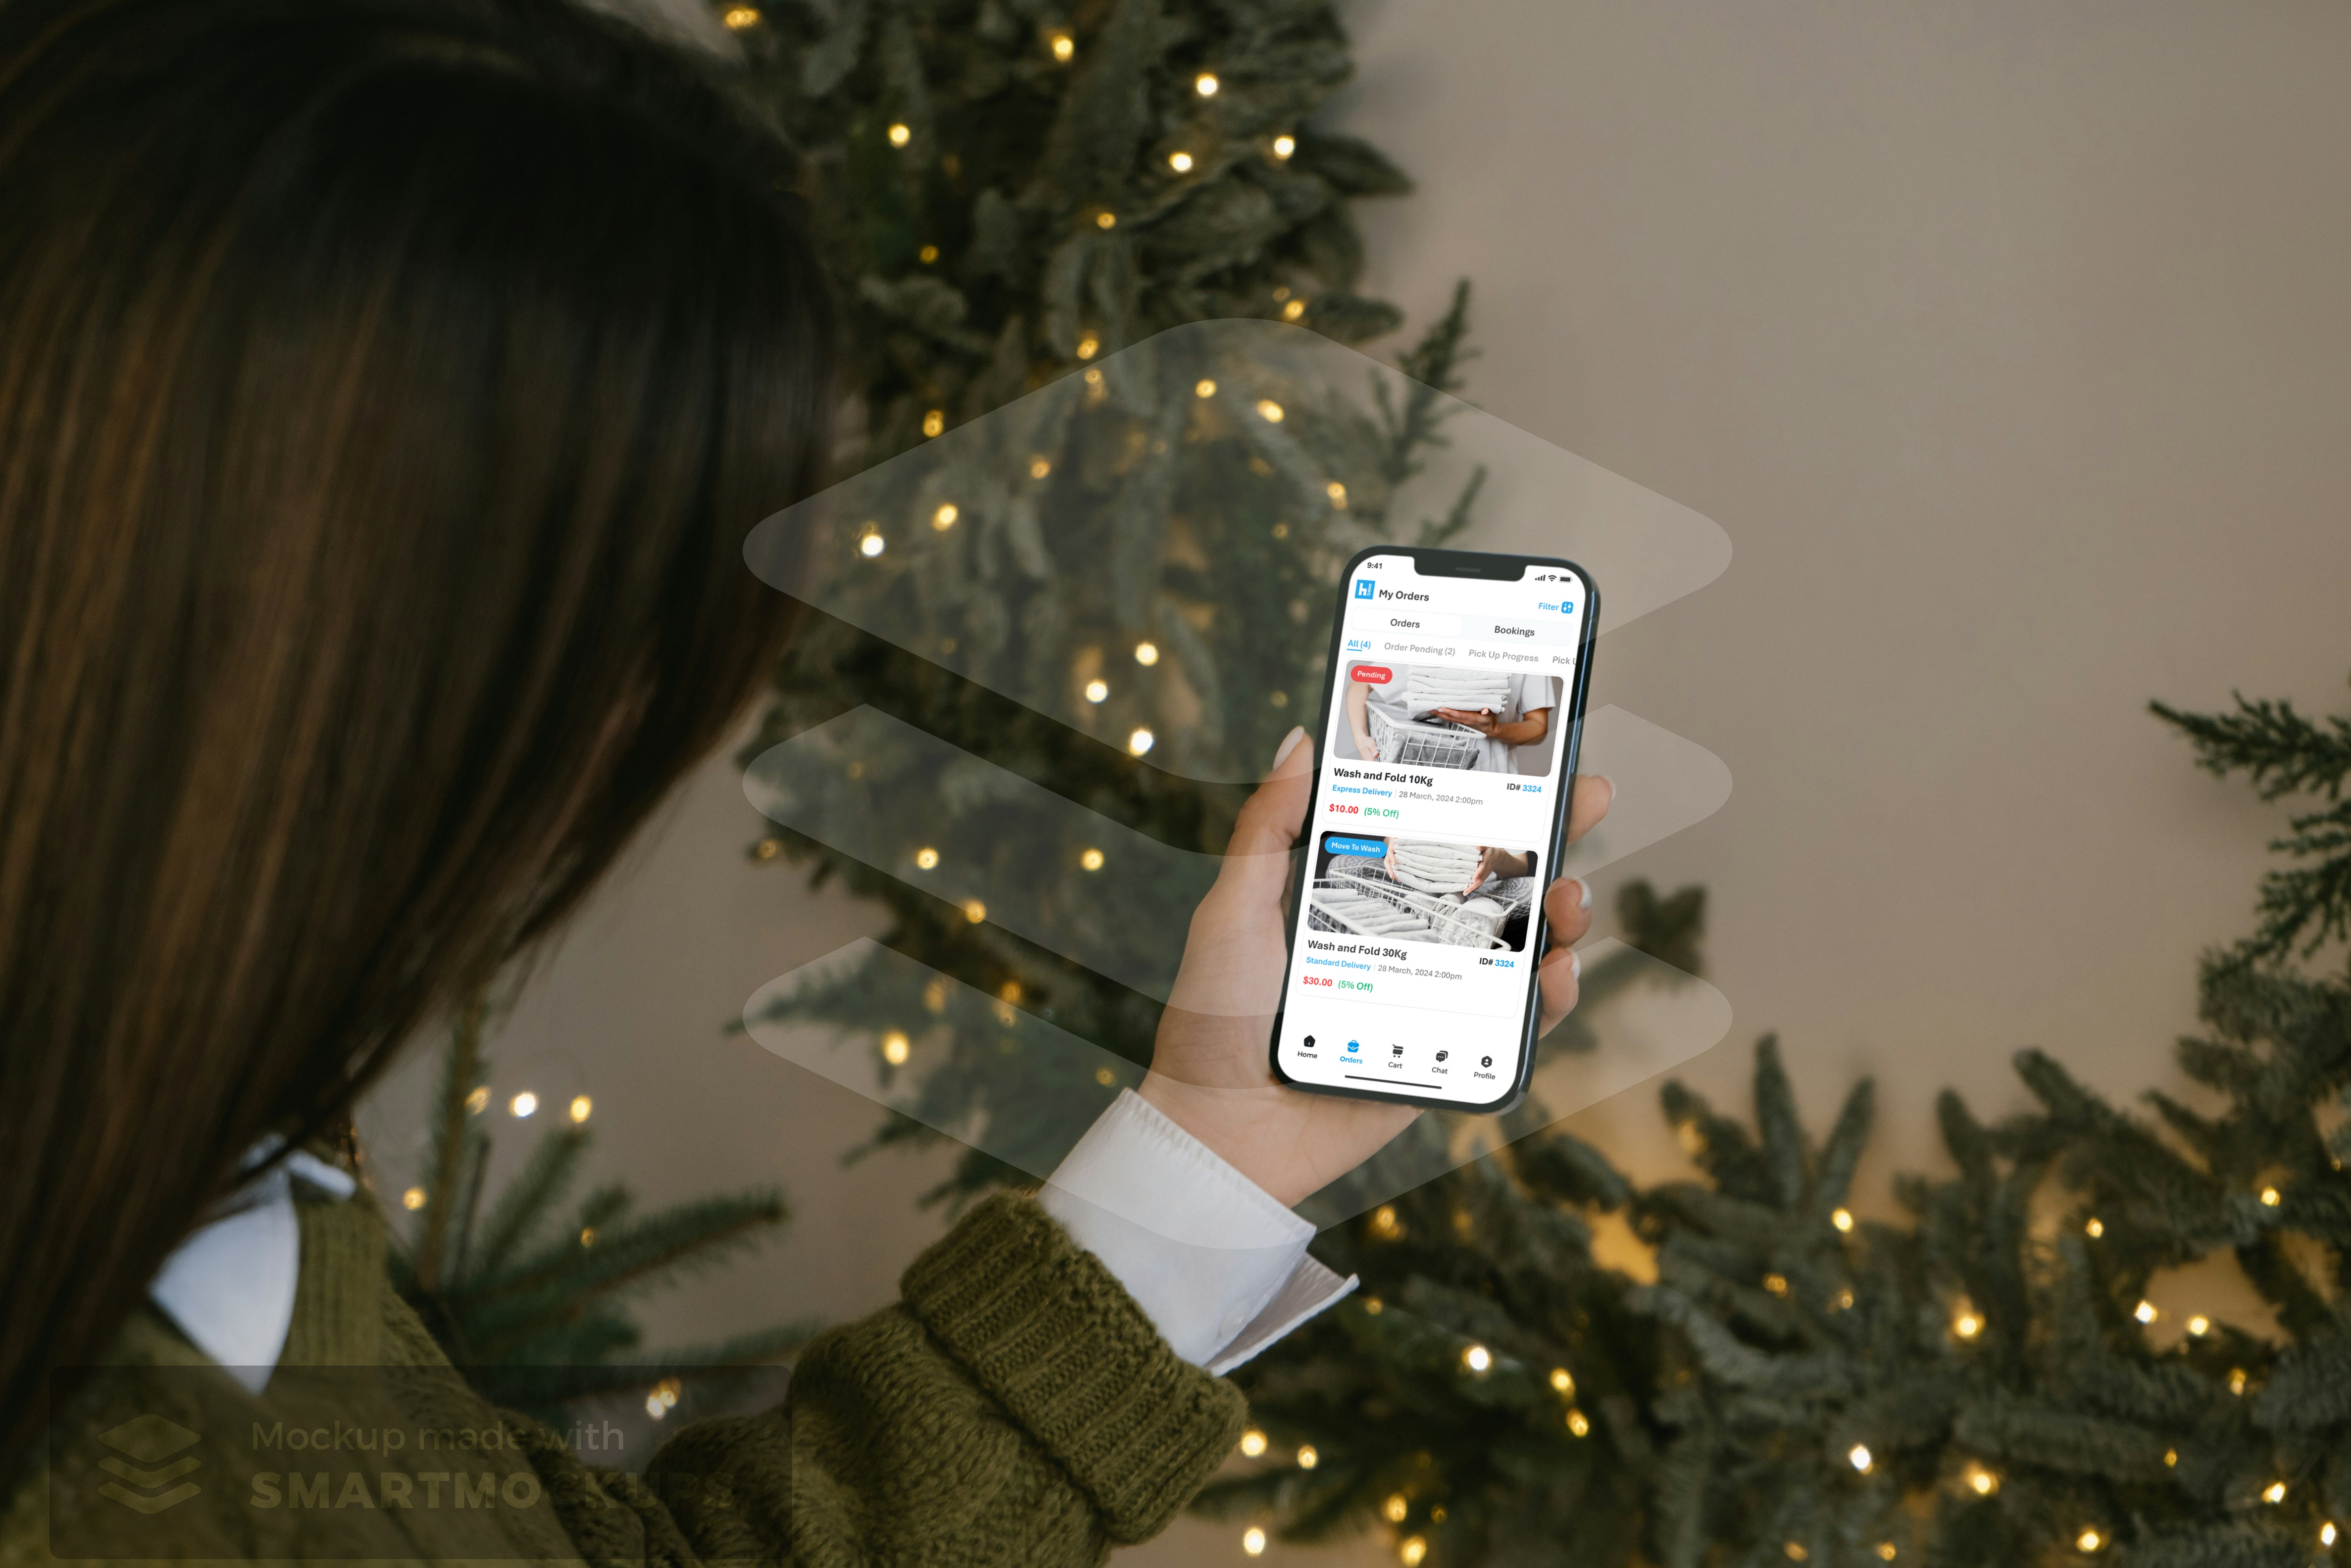 9:41
h!
My Orders
Filter
Orders
Bookings
All (4)
Order Pending (2)
Pick Up Progress
Pick U
Pending
Wash and Fold 10Kg
ID# 3324
Express Delivery | 28 March, 2024 2:00pm
$10.00 (5% Off)
Move To Wash
Wash and Fold 30Kg
ID# 3324
Standard Delivery | 28 March, 2024 2:00pm
$30.00 (5% Off)
Home
Orders
Cart
Chat
Profile
Mockup made with
SMARTMOCKUPS